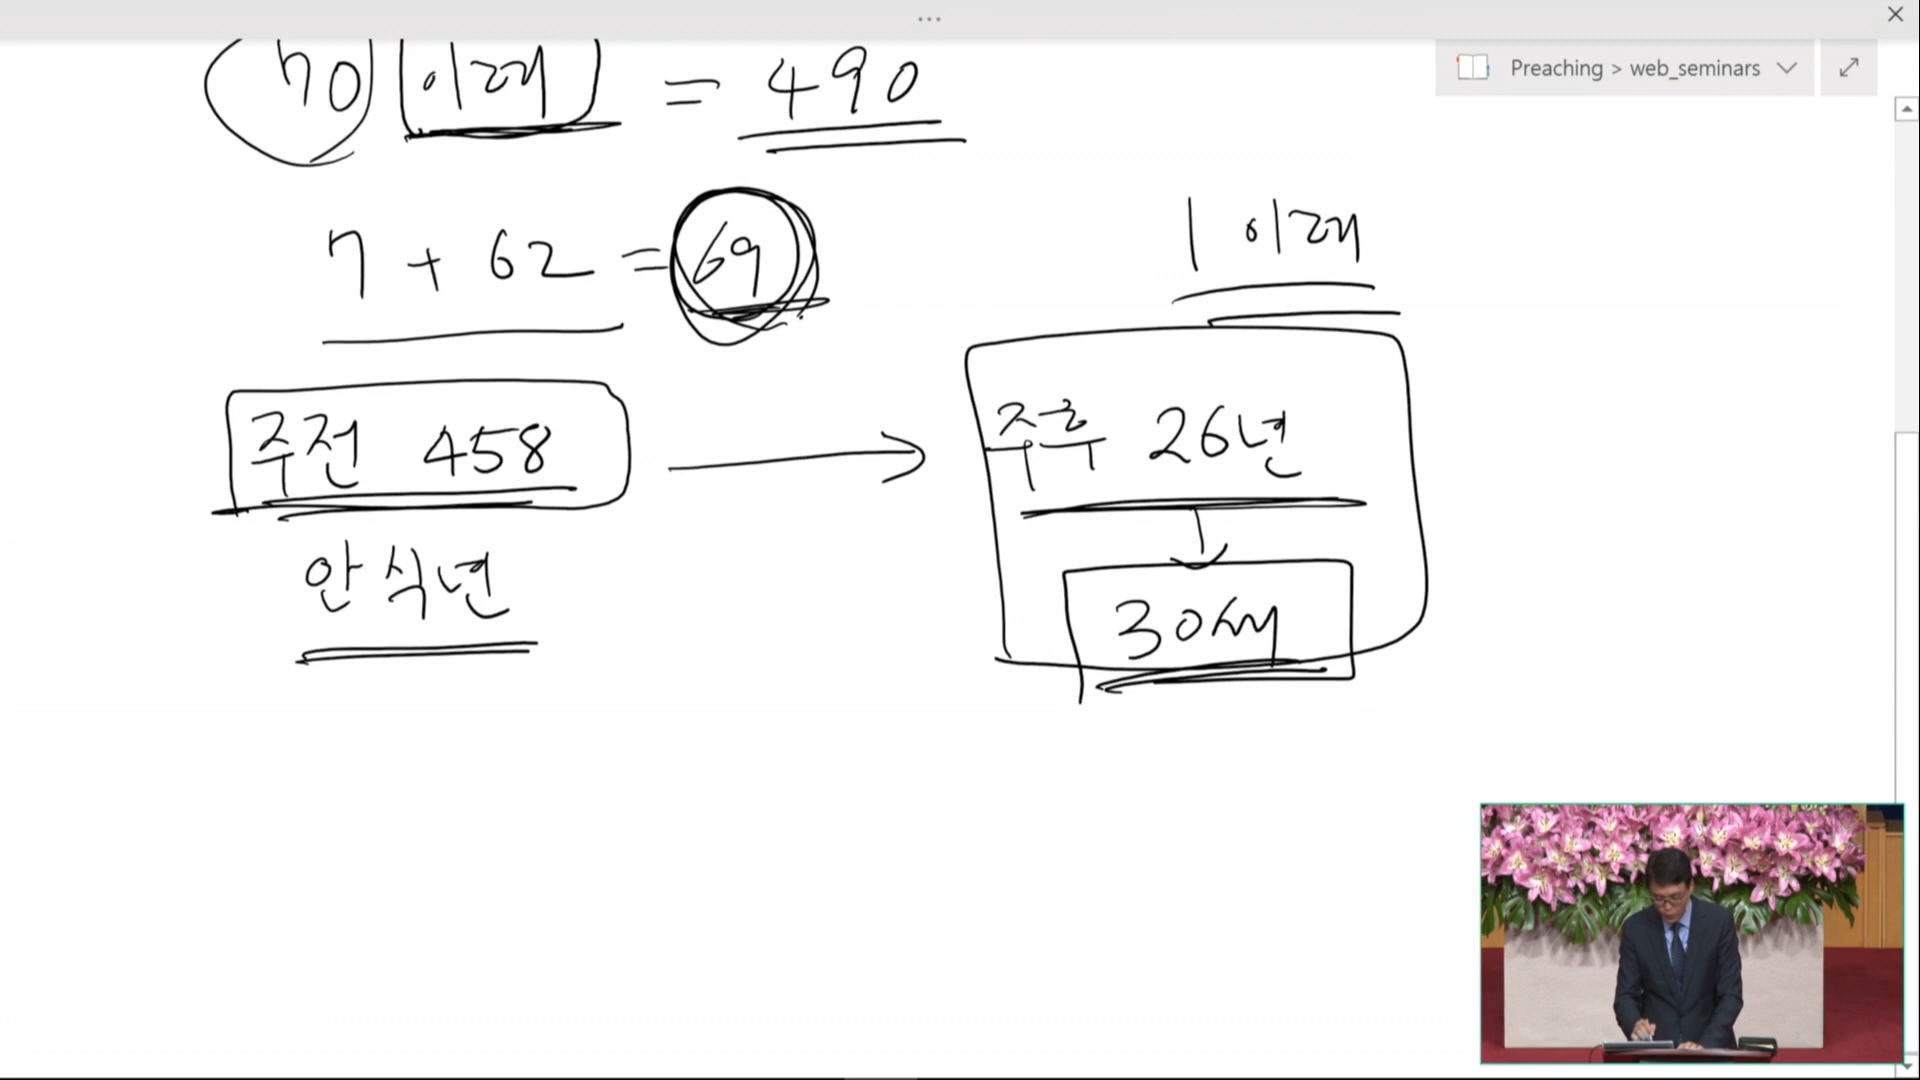 ...
Preaching > web_seminars
70 이레 = 490
7 + 62 = 69
1 이레
주전 458
주후 26년
안식년
30세